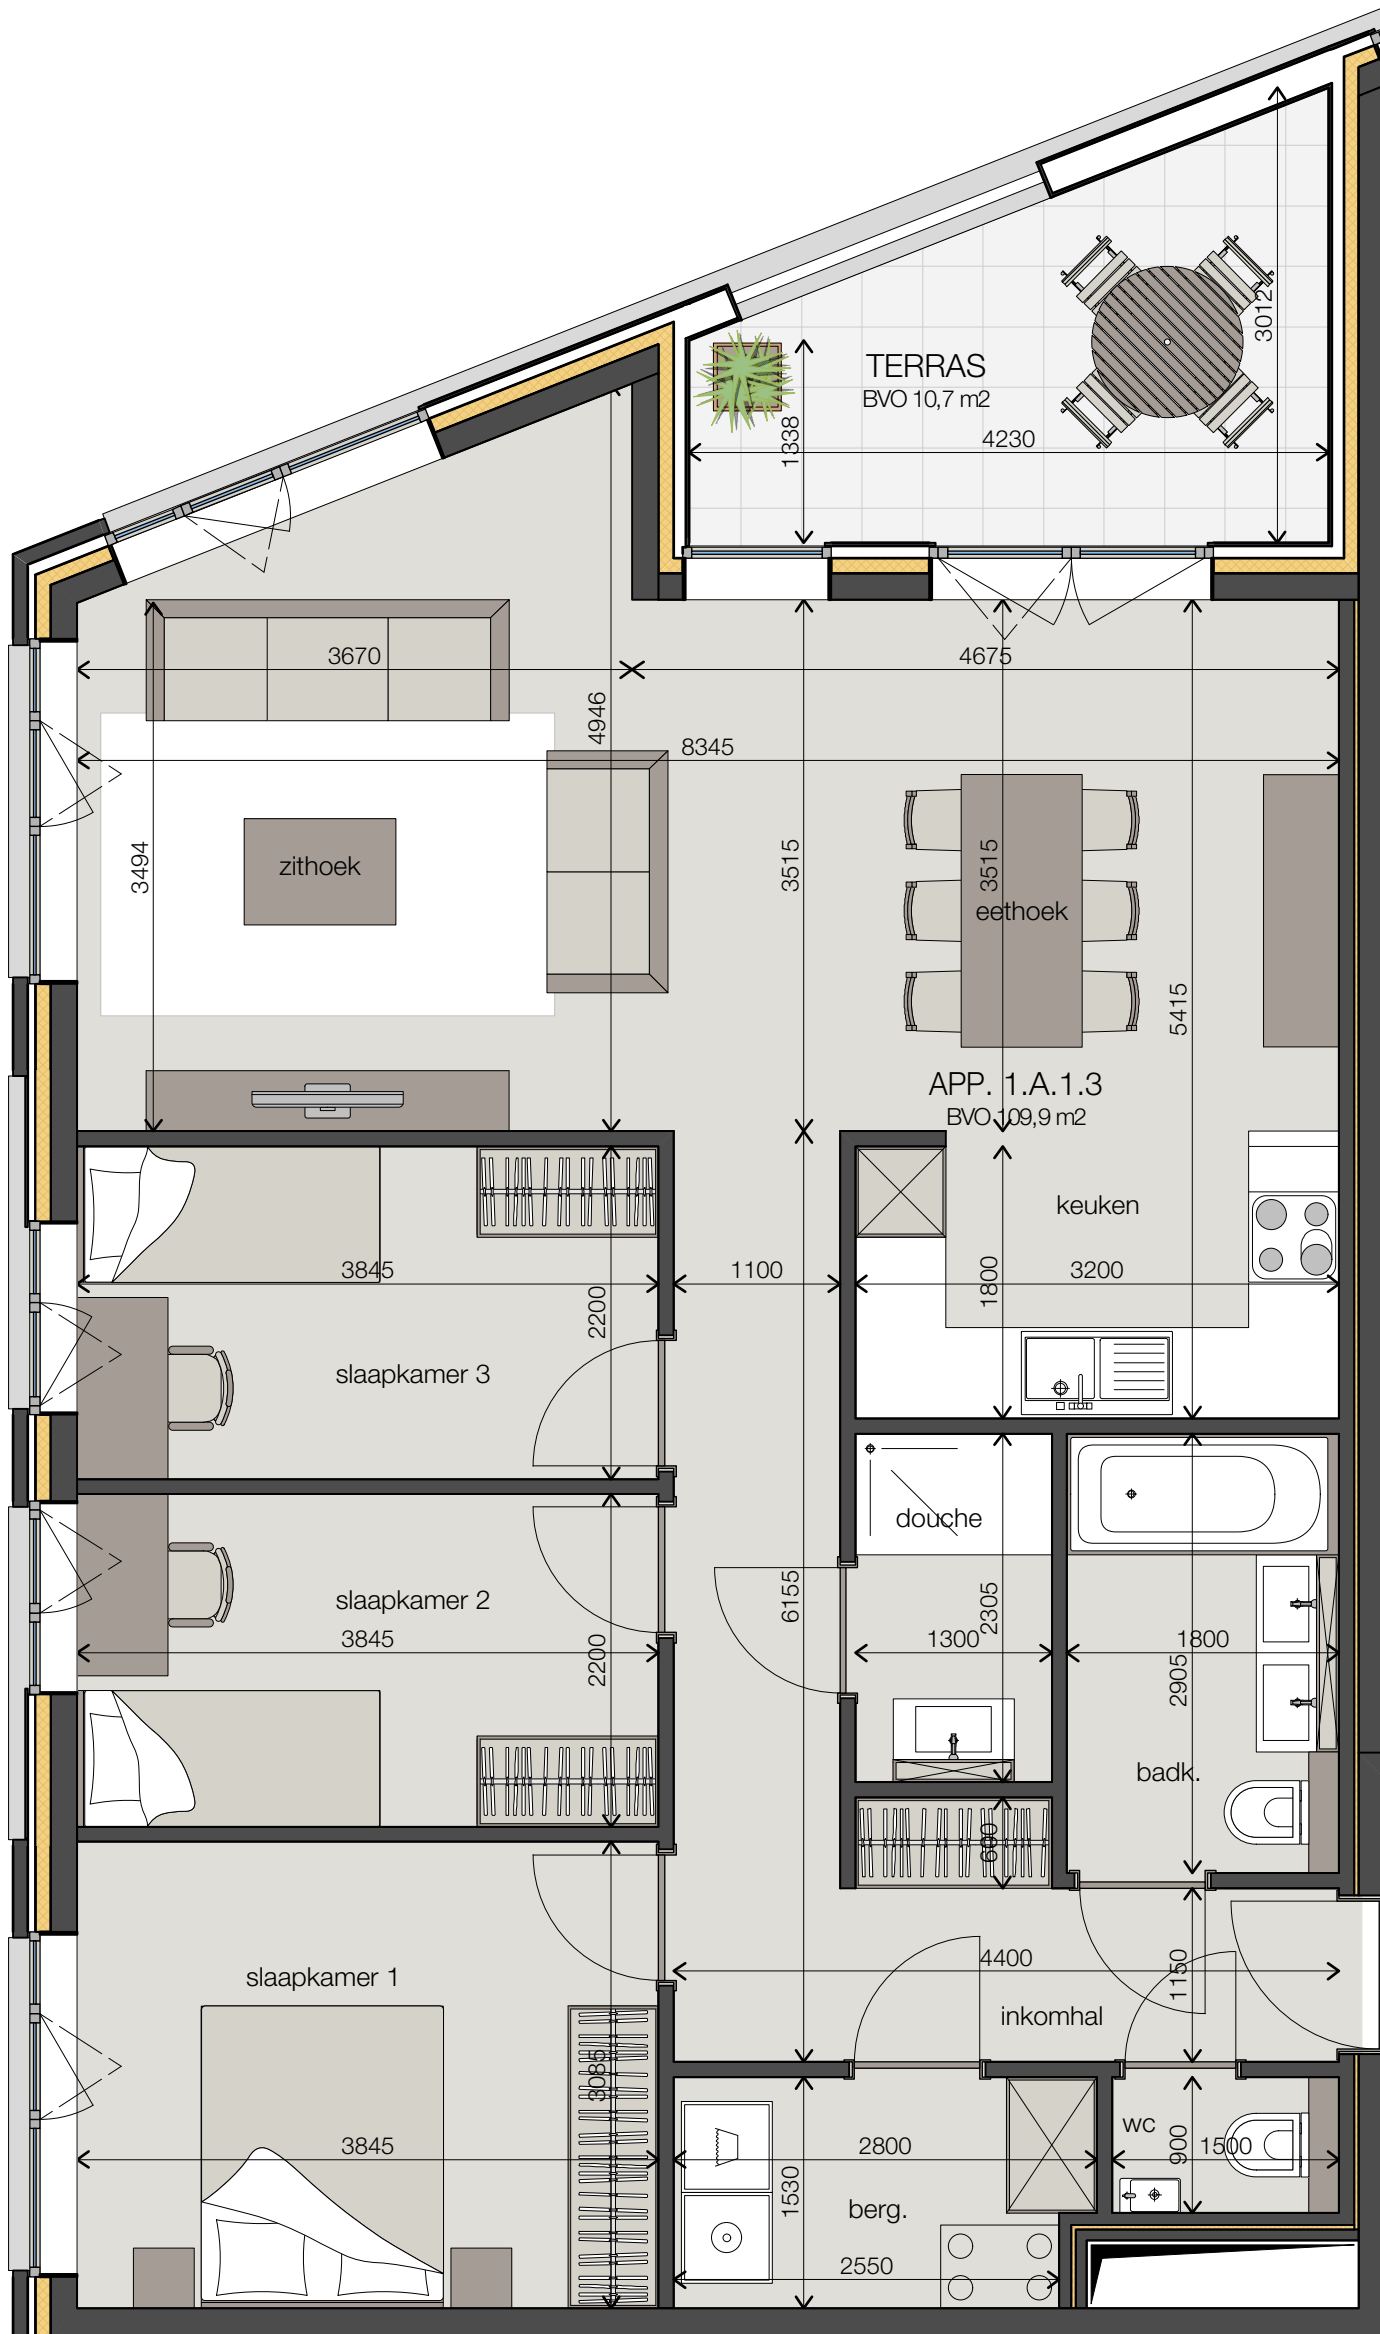 3012
TERRAS
BVO 10,7 m2
1338
4230
3670
4675
4946
8345
3494
zithoek
3515
3515
eethoek
5415
APP. 1.A.1.3
BVO 109,9 m2
keuken
3845
1100
3200
2200
1800
slaapkamer 3
douche
slaapkamer 2
6155
2305
3845
1300
1800
2200
2905
badk.
600
slaapkamer 1
4400
1150
inkomhal
3085
wc
3845
2800
900
1500
1530
berg.
2550